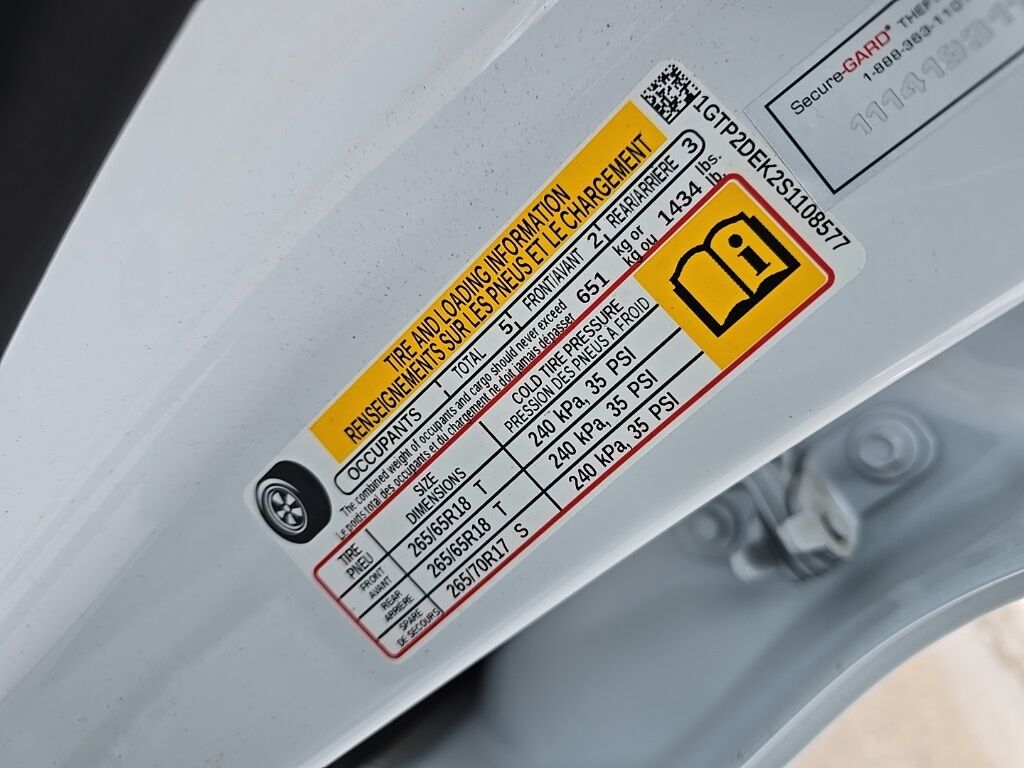 Secure-GARD® THEFT
1-888-363-1101
1GTP2DEK2S1108577
TIRE AND LOADING INFORMATION
RENSEIGNEMENTS SUR LES PNEUS ET LE CHARGEMENT
OCCUPANTS TOTAL 5 FRONT/AVANT 2 REAR/ARRIERE 3
The combined weight of occupants and cargo should never exceed 651 kg or 1434 lbs.
Le poids total des occupants et du chargement ne doit jamais dépasser kg ou lb.
TIRE SIZE COLD TIRE PRESSURE
PNEU DIMENSIONS PRESSION DES PNEUS A FROID
FRONT
AVANT 265/65R18 T 240 kPa, 35 PSI
REAR
ARRIERE 265/65R18 T 240 kPa, 35 PSI
SPARE
DE SECOURS 265/70R17 S 240 kPa, 35 PSI